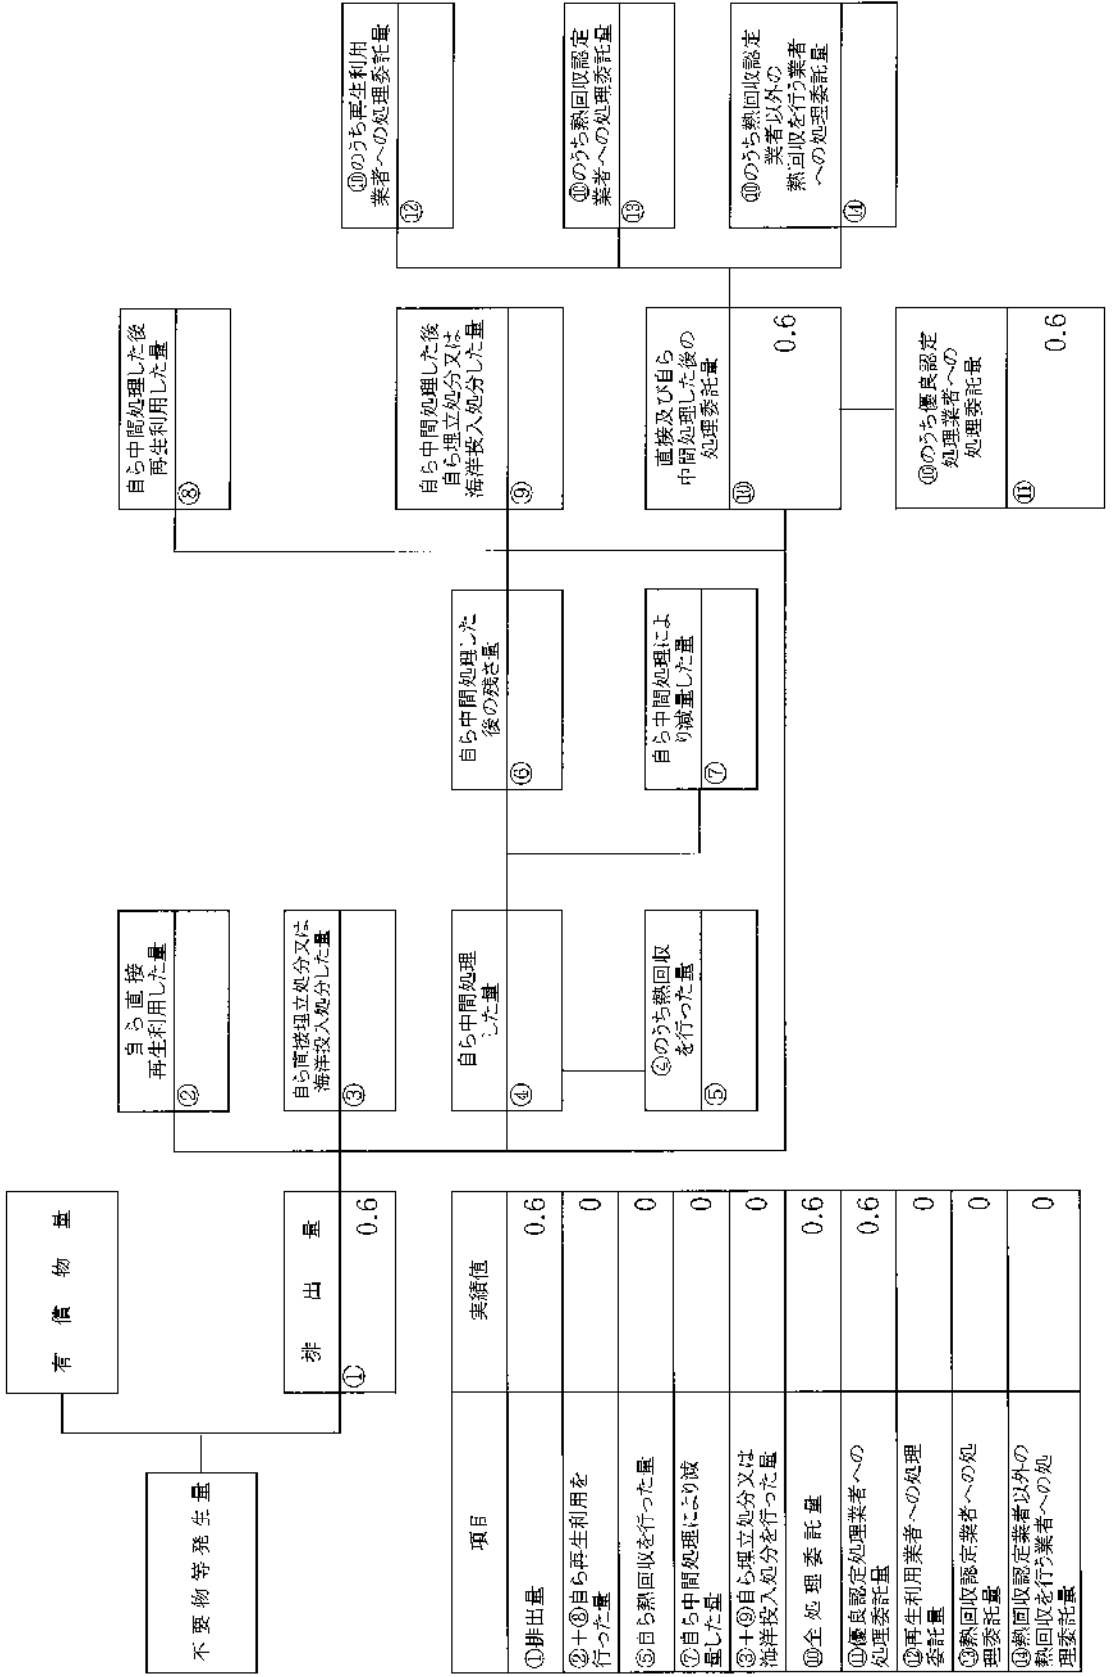 不要物等発生量
有 償 物 量
排 出 量
①
0.6
自ら直接
再生利用した量
②
自ら直接埋立処分又は
海洋投入処分した量
③
自ら中間処理
した量
④
④のうち熱回収
を行った量
⑤
自ら中間処理した
後の残さ量
⑥
自ら中間処理によ
り減量した量
⑦
自ら中間処理した後
再生利用した量
⑧
自ら中間処理した後
自ら埋立処分又は
海洋投入処分した量
⑨
直接及び自ら
中間処理した後の
処理委託量
⑩
0.6
⑩のうち優良認定
処理業者への
処理委託量
⑪
0.6
⑩のうち再生利用
業者への処理委託量
⑫
⑩のうち熱回収認定
業者への処理委託量
⑬
⑩のうち熱回収認定
業者以外の
熱回収を行う業者
への処理委託量
⑭
項目 実績値
①排出量 0.6
②+⑧自ら再生利用を
行った量 0
⑤自ら熱回収を行った量 0
⑦自ら中間処理により減
量した量 0
③+⑨自ら埋立処分又は
海洋投入処分を行った量 0
⑩全処理委託量 0.6
⑪優良認定処理業者への
処理委託量 0.6
⑫再生利用業者への処理
委託量 0
⑬熱回収認定業者への処
理委託量 0
⑭熱回収認定業者以外の
熱回収を行う業者への処
理委託量 0